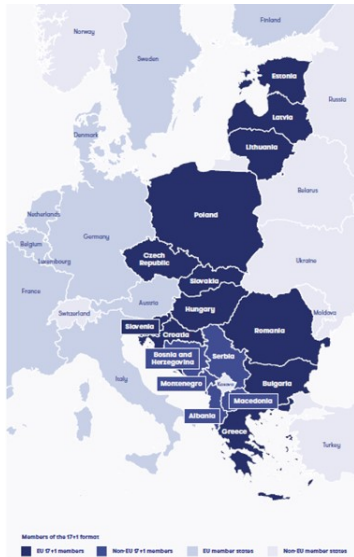 Norway
Finland
Sweden
Estonia
Russia
Latvia
Denmark
Lithuania
Belarus
Netherlands
Poland
Belgium
Germany
Luxembourg
Czech
Republic
Ukraine
Slovakia
France
Austria
Moldova
Switzerland
Hungary
Slovenia
Croatia
Romania
Bosnia and
Herzegovina
Serbia
Italy
Montenegro
Kosovo
Bulgaria
Macedonia
Albania
Greece
Turkey
Members of the 17+1 format
EU 17+1 members
Non-EU 17+1 members
EU member status
Non-EU member status